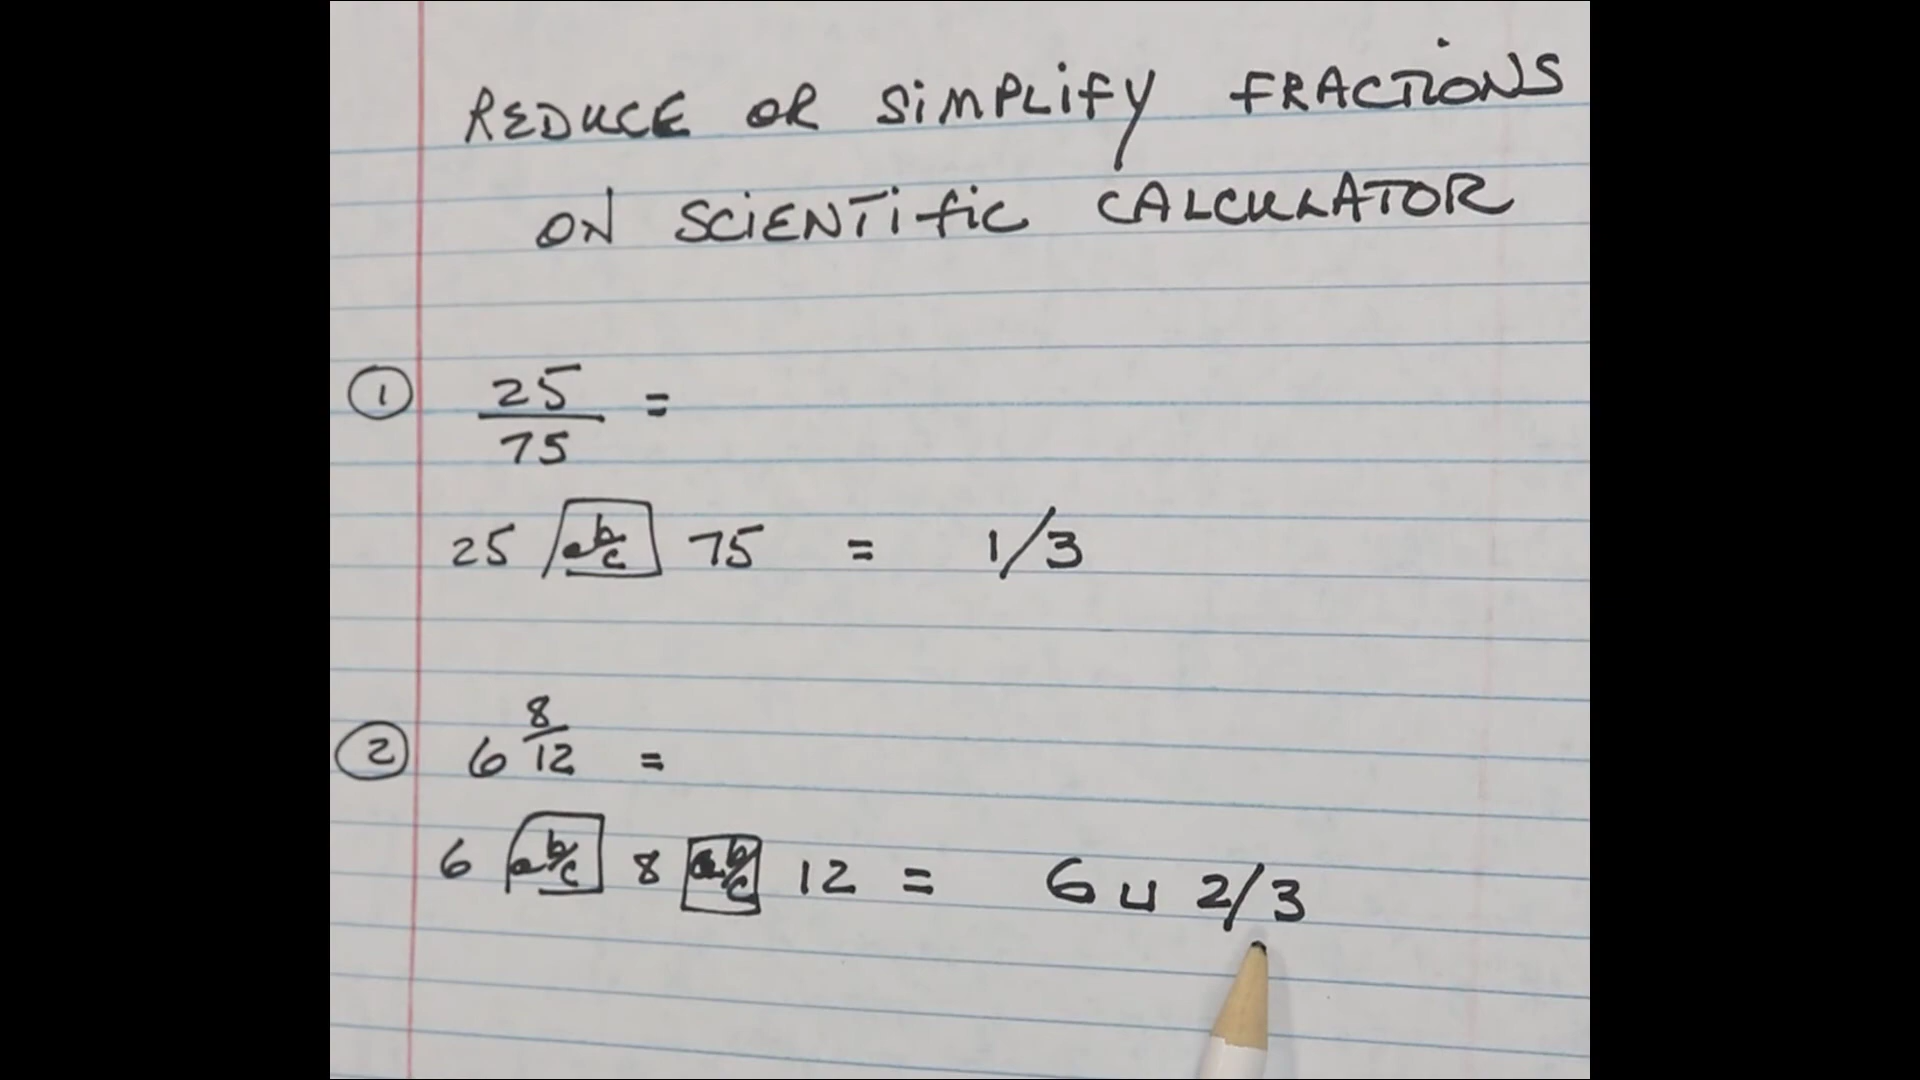 REDUCE OR SiMPLify FRACTiONS
ON SCiENTific CALCULATOR
1 25/75 =
25 a b/c 75 = 1/3
2 6 8/12 =
6 a b/c 8 a b/c 12 = 6 ⊔ 2/3